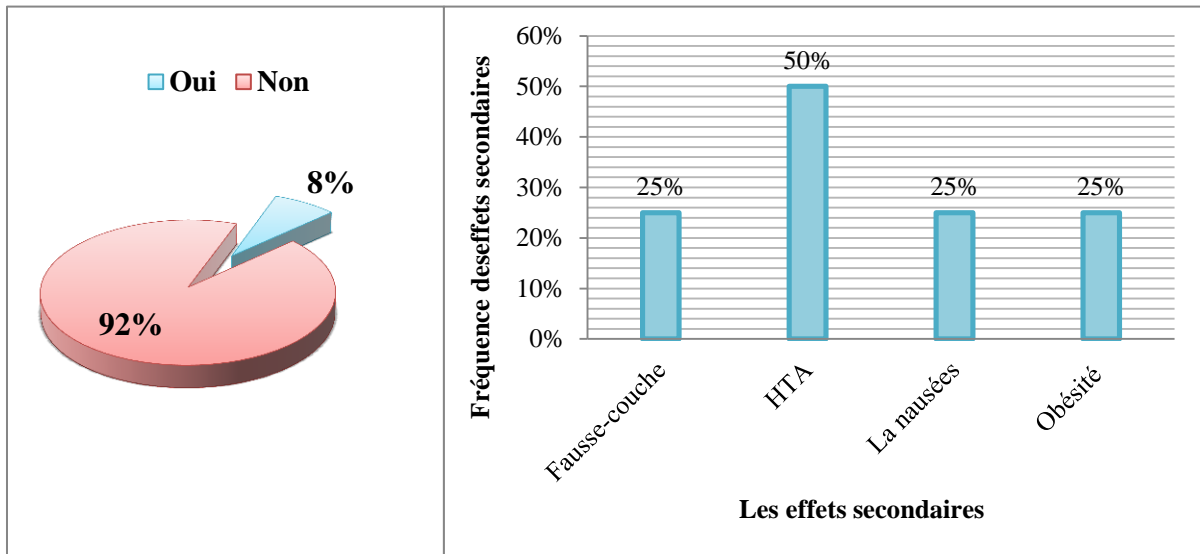 Oui Non
8%
92%
Fréquence deseffets secondaires
60%
50%
40%
30%
20%
10%
0%
25%
50%
25%
25%
Fausse-couche
HTA
La nausées
Obésité
Les effets secondaires